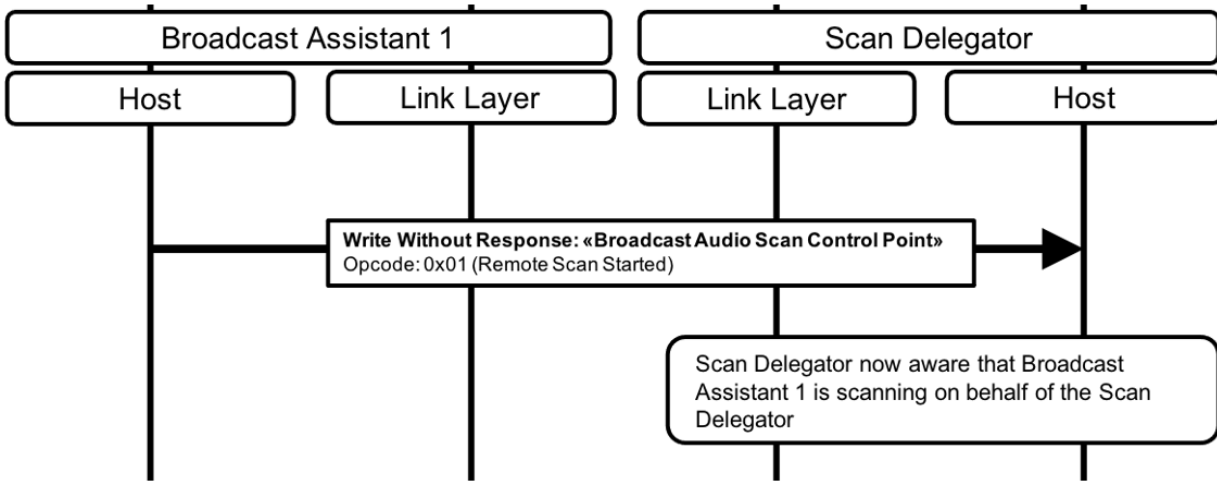 Broadcast Assistant 1
Scan Delegator
Host
Link Layer
Link Layer
Host
Write Without Response: «Broadcast Audio Scan Control Point»
Opcode: 0x01 (Remote Scan Started)
Scan Delegator now aware that Broadcast
Assistant 1 is scanning on behalf of the Scan
Delegator